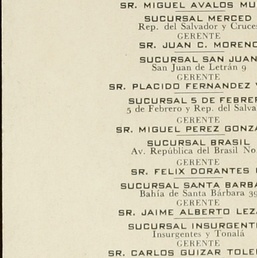 SR. MIGUEL AVALOS
SUCURSAL MERCED
Rep. del Salvador y Cruces
GERENTE
SR. JUAN C. MORENO
SUCURSAL SAN JUAN
San Juan de Letrán 9
GERENTE
SR. PLACIDO FERNANDEZ
SUCURSAL 5 DE FEBRER
5 de Febrero y Rep. del Salva
GERENTE
SR. MIGUEL PEREZ GONZA
SUCURSAL BRASIL
Av. República del Brasil No
GERENTE
SR. FELIX DORANTES
SUCURSAL SANTA BARBA
Bahía de Santa Bárbara 39
GERENTE
SR. JAIME ALBERTO LEZA
SUCURSAL INSURGENT
Insurgentes y Tonalá
GERENTE
SR. CARLOS GUIZAR TOLE